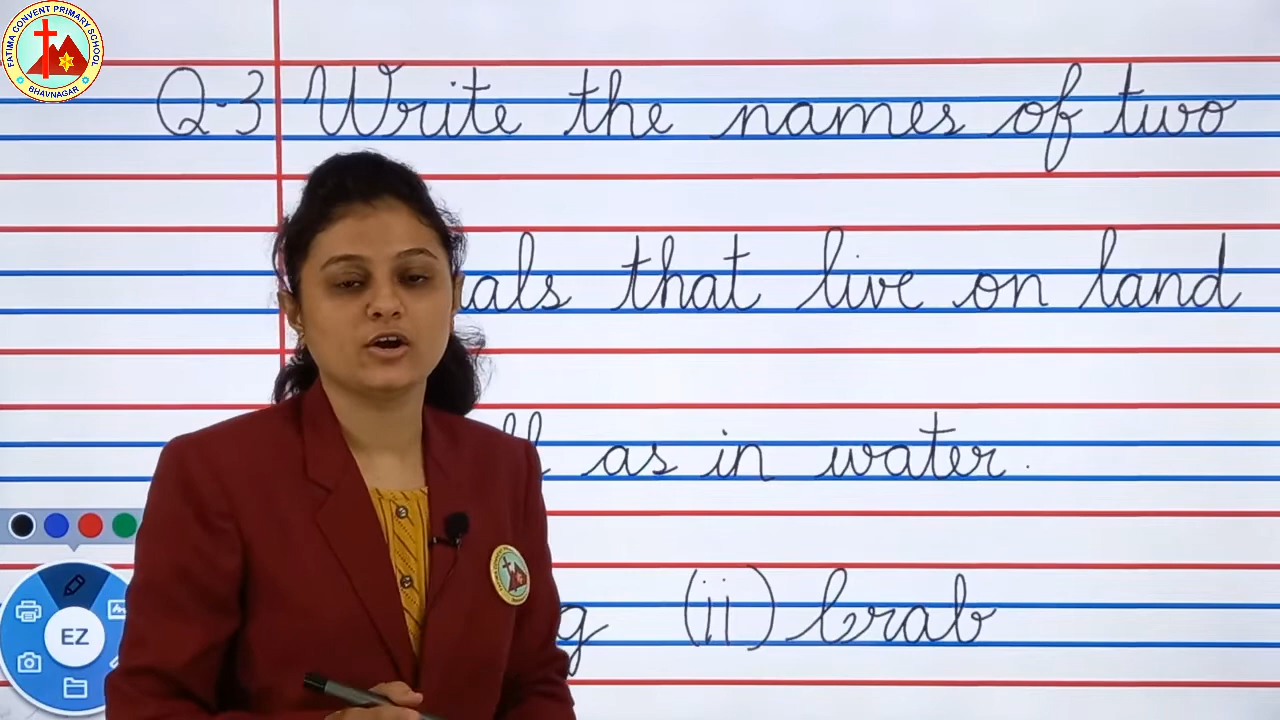 FATIMA CONVENT PRIMARY SCHOOL
BHAVNAGAR
Q-3 Write the names of two
that live on land
as in water.
(ii) Crab
EZ